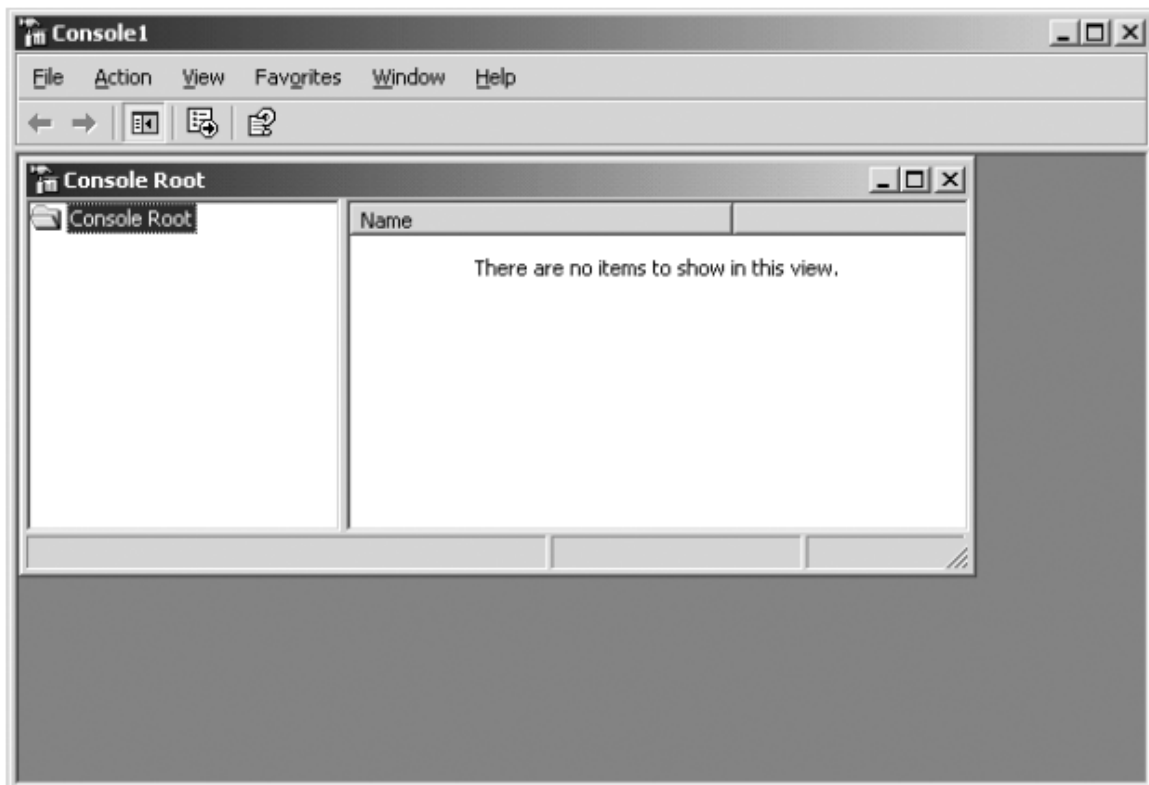 Console1
File Action View Favorites Window Help
Console Root
Console Root
Name
There are no items to show in this view.